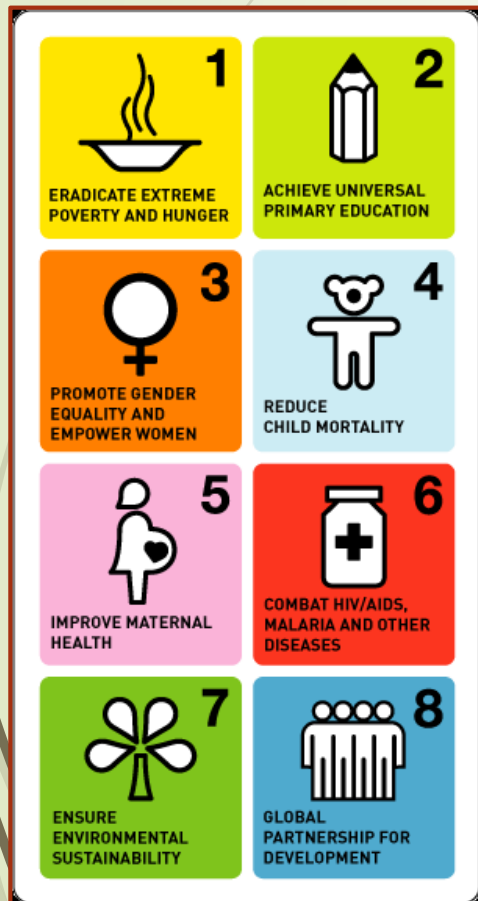 1
ERADICATE EXTREME
POVERTY AND HUNGER
2
ACHIEVE UNIVERSAL
PRIMARY EDUCATION
3
PROMOTE GENDER
EQUALITY AND
EMPOWER WOMEN
4
REDUCE
CHILD MORTALITY
5
IMPROVE MATERNAL
HEALTH
6
COMBAT HIV/AIDS,
MALARIA AND OTHER
DISEASES
7
ENSURE
ENVIRONMENTAL
SUSTAINABILITY
8
GLOBAL
PARTNERSHIP FOR
DEVELOPMENT